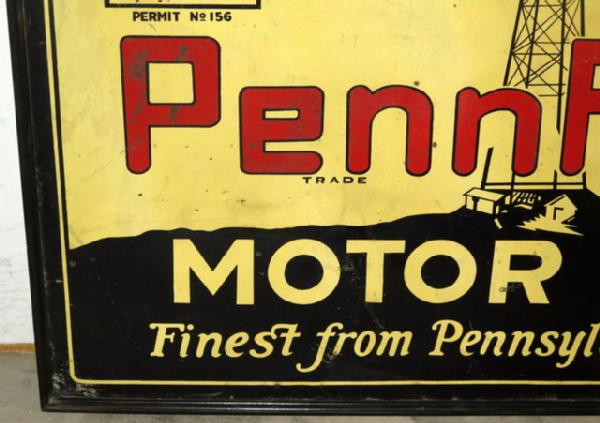 PERMIT No 156
Penn
TRADE
MOTOR
Finest from Pennsyl